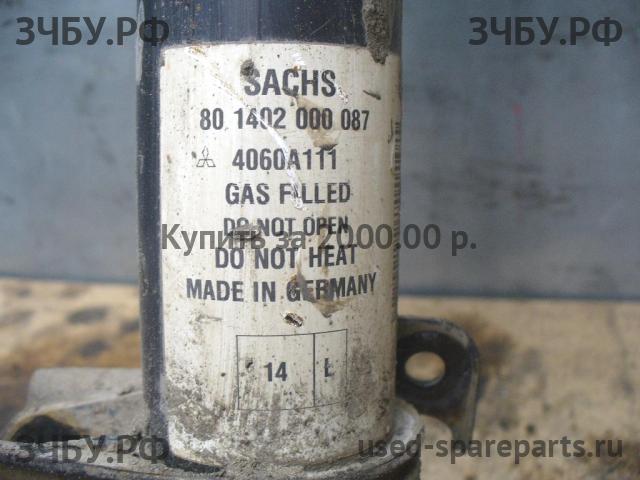 ЗЧБУ.РФ ЗЧБУ.РФ
SACHS
80 1402 000 087
4060A111
GAS FILLED
DO NOT OPEN
Купить за 2000.00 р.
DO NOT HEAT
MADE IN GERMANY
14 L
ЗЧБУ.РФ used-spareparts.ru